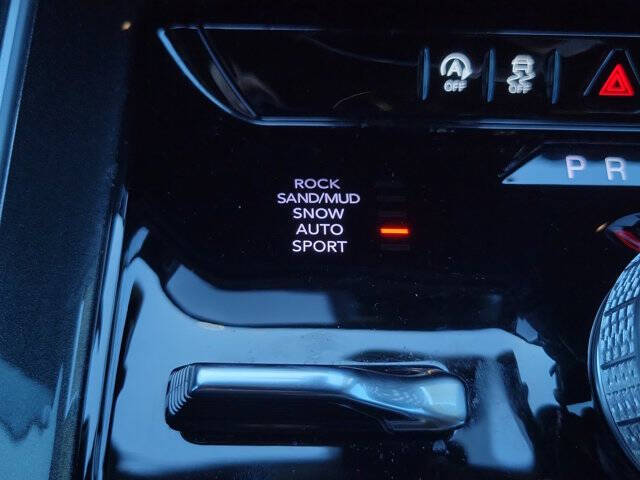 A
OFF
OFF
P R
ROCK
SAND/MUD
SNOW
AUTO
SPORT